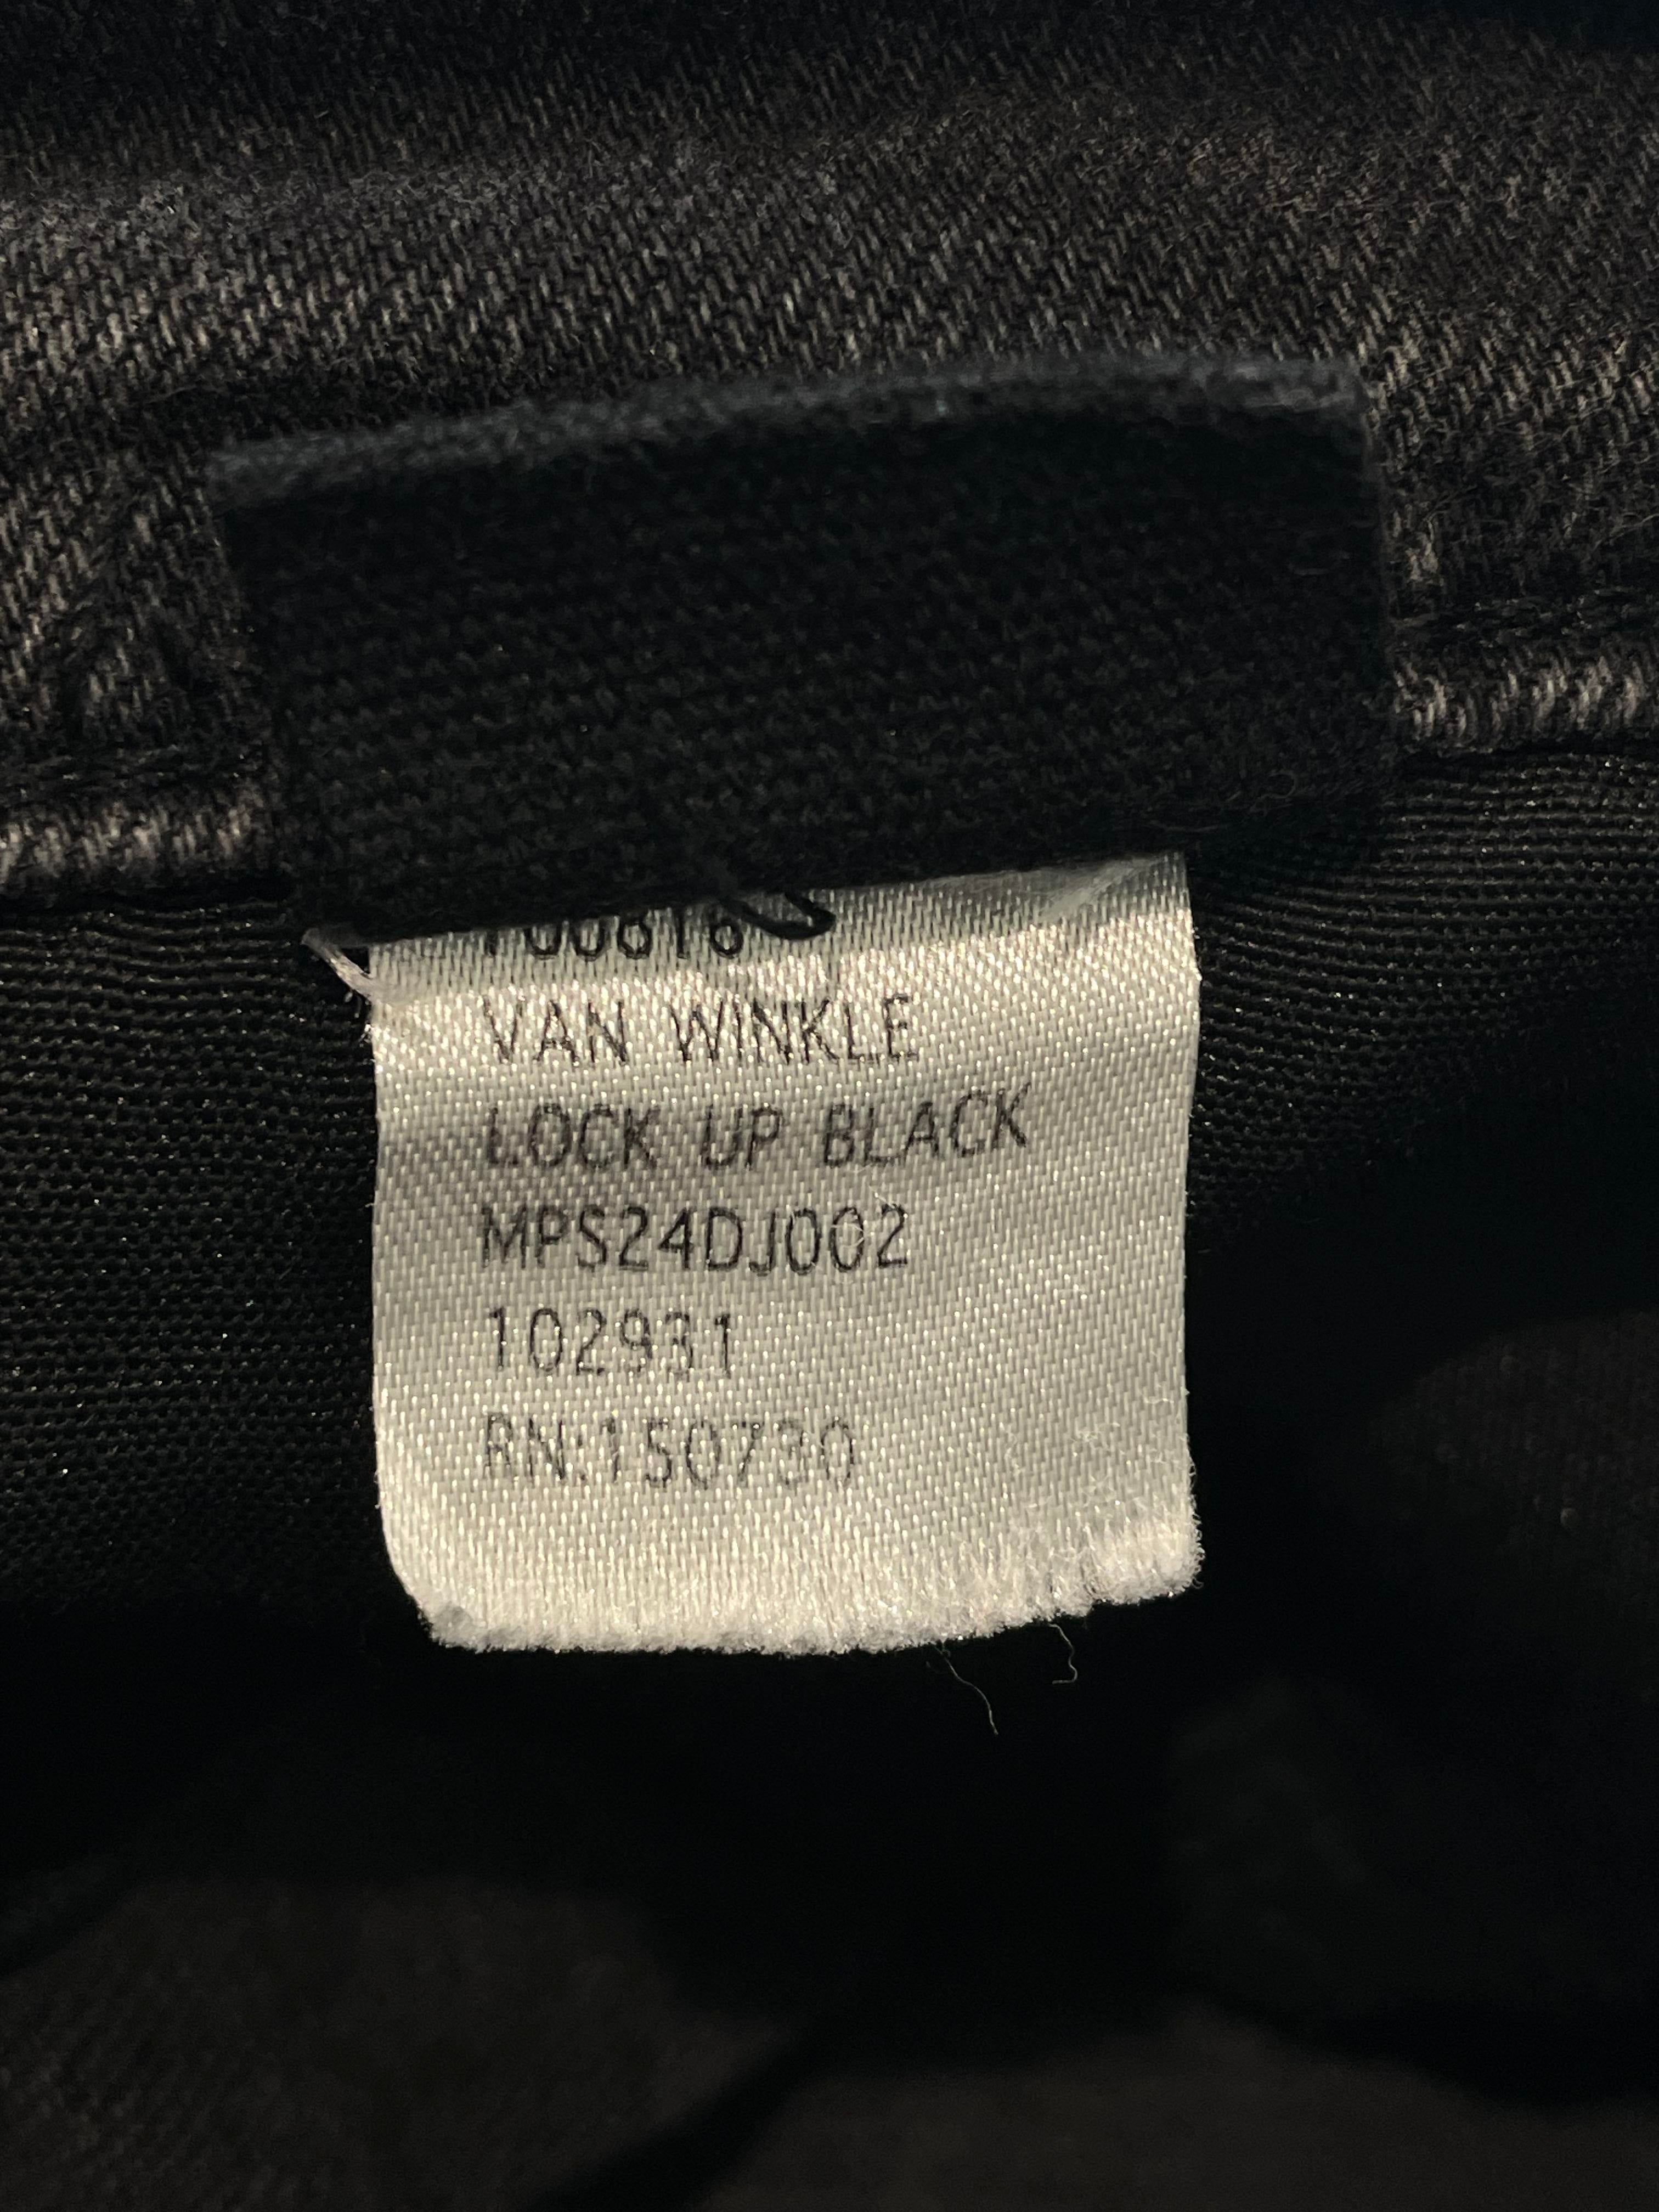 VAN WINKLE
LOCK UP BLACK
MPS24DJ002
102931
RN:150730